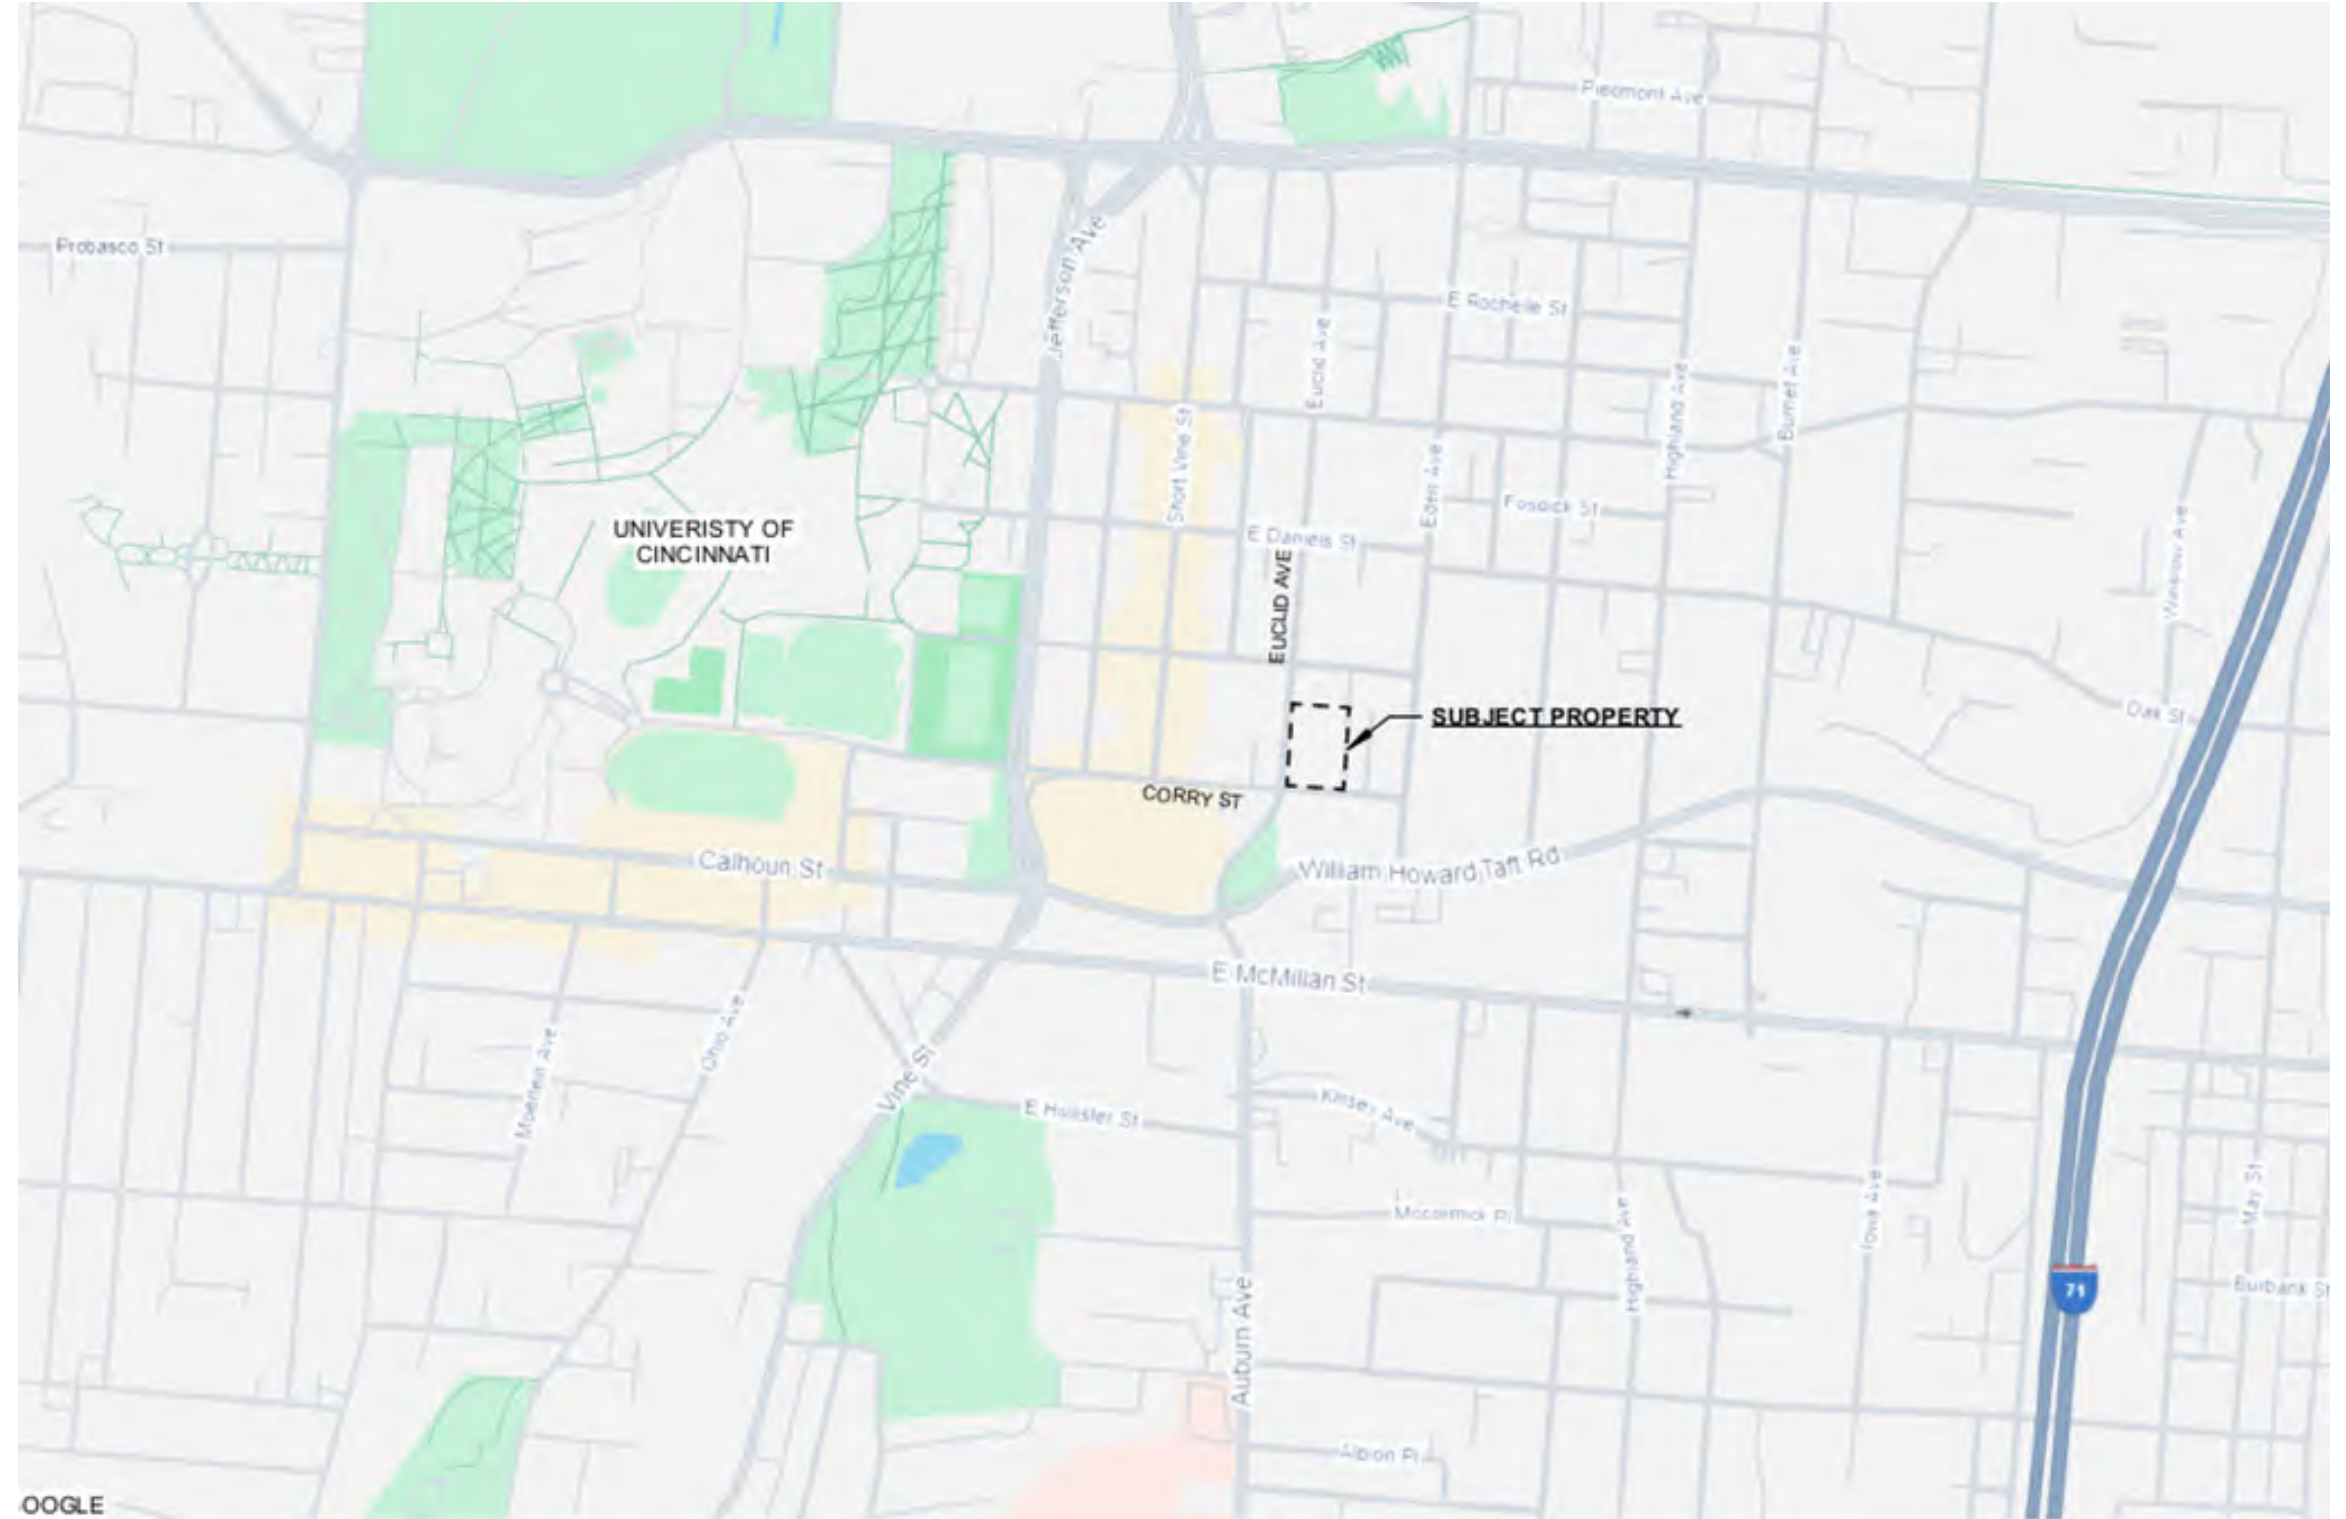 Piedmont Ave
Probasco St
Jefferson Ave
E Rochelle St
Euclid Ave
Highland Ave
Burnet Ave
Short Vine St
Eden Ave
Fosdick St
UNIVERISTY OF
CINCINNATI
E Daniels St
EUCLID AVE
Winslow Ave
SUBJECT PROPERTY
Oak St
CORRY ST
Calhoun St
William Howard Taft Rd
E McMillan St
Moerlein Ave
Ohio Ave
Vine St
E Hollister St
Kinsey Ave
Mccormick Pl
Highland Ave
Iowa Ave
May St
Auburn Ave
71
Burbank St
Albion Pl
OOGLE